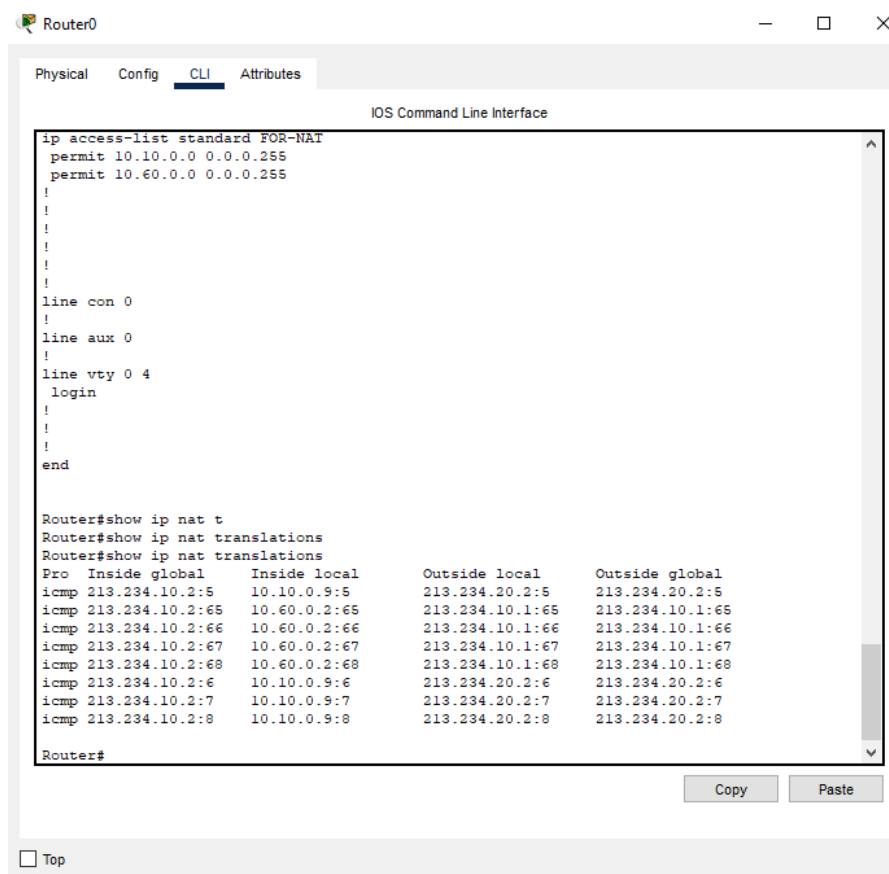 Router0
Physical Config CLI Attributes
IOS Command Line Interface
ip access-list standard FOR-NAT
permit 10.10.0.0 0.0.0.255
permit 10.60.0.0 0.0.0.255
!
!
!
!
!
!
line con 0
!
line aux 0
!
line vty 0 4
login
!
!
!
end
Router#show ip nat t
Router#show ip nat translations
Router#show ip nat translations
Pro Inside global Inside local Outside local Outside global
icmp 213.234.10.2:5 10.10.0.9:5 213.234.20.2:5 213.234.20.2:5
icmp 213.234.10.2:65 10.60.0.2:65 213.234.10.1:65 213.234.10.1:65
icmp 213.234.10.2:66 10.60.0.2:66 213.234.10.1:66 213.234.10.1:66
icmp 213.234.10.2:67 10.60.0.2:67 213.234.10.1:67 213.234.10.1:67
icmp 213.234.10.2:68 10.60.0.2:68 213.234.10.1:68 213.234.10.1:68
icmp 213.234.10.2:6 10.10.0.9:6 213.234.20.2:6 213.234.20.2:6
icmp 213.234.10.2:7 10.10.0.9:7 213.234.20.2:7 213.234.20.2:7
icmp 213.234.10.2:8 10.10.0.9:8 213.234.20.2:8 213.234.20.2:8
Router#
Copy Paste
Top